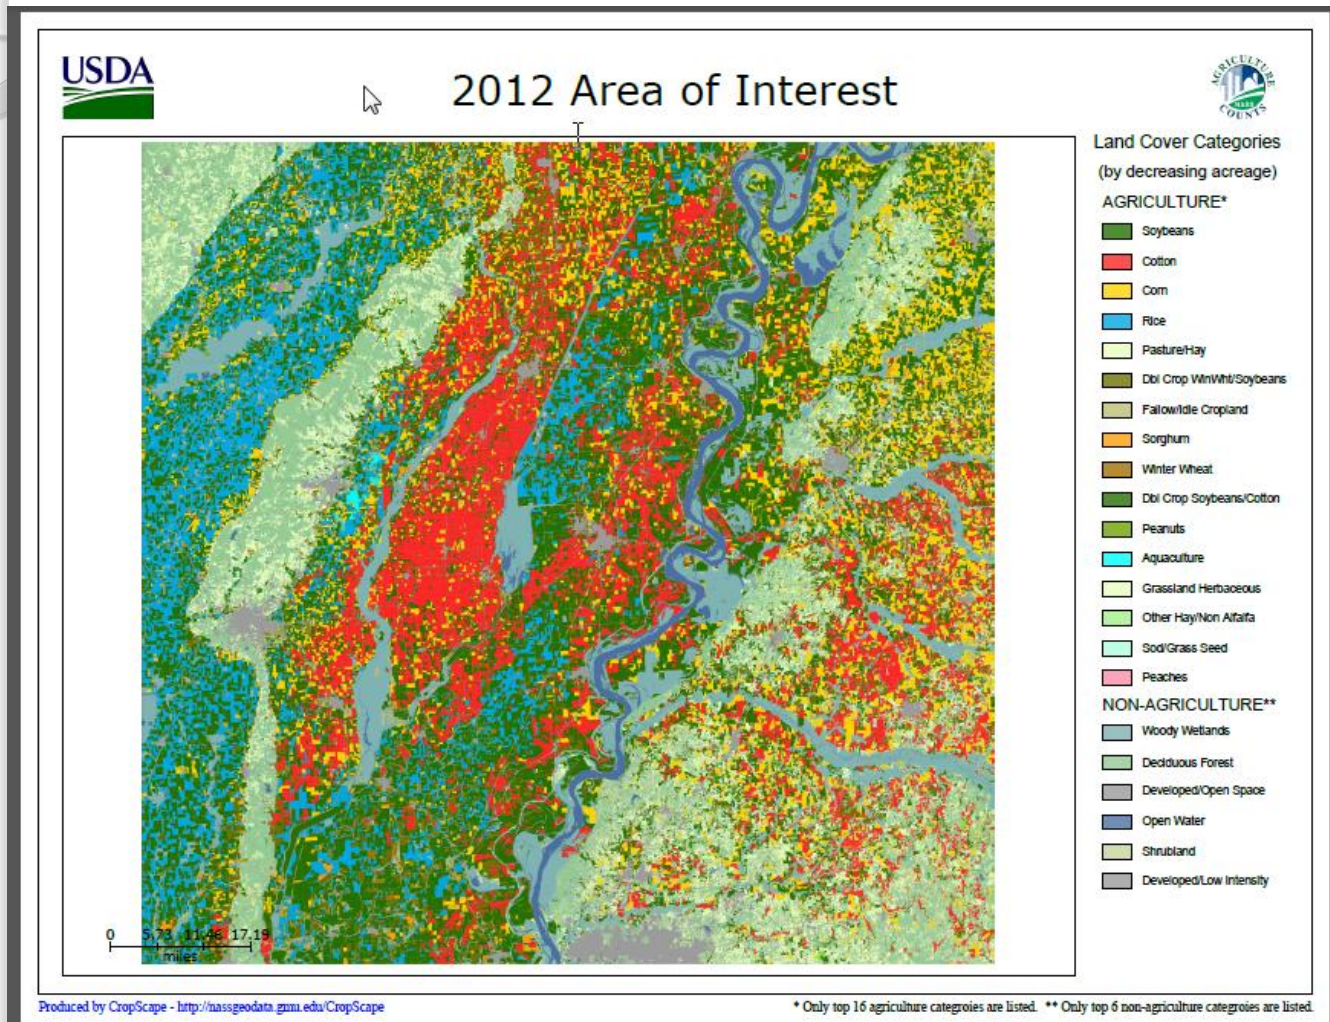 USDA
2012 Area of Interest
AGRICULTURE
COUNTS
Land Cover Categories
(by decreasing acreage)
AGRICULTURE*
Soybeans
Cotton
Corn
Rice
Pasture/Hay
Dbl Crop WinWht/Soybeans
Fallow/Idle Cropland
Sorghum
Winter Wheat
Dbl Crop Soybeans/Cotton
Peanuts
Aquaculture
Grassland Herbaceous
Other Hay/Non Alfalfa
Sod/Grass Seed
Peaches
NON-AGRICULTURE**
Woody Wetlands
Deciduous Forest
Developed/Open Space
Open Water
Shrubland
Developed/Low Intensity
0 5.73 11.46 17.19
miles
Produced by CropScape - http://nassgeodata.gmu.edu/CropScape
* Only top 16 agriculture categroies are listed. ** Only top 6 non-agriculture categroies are listed.